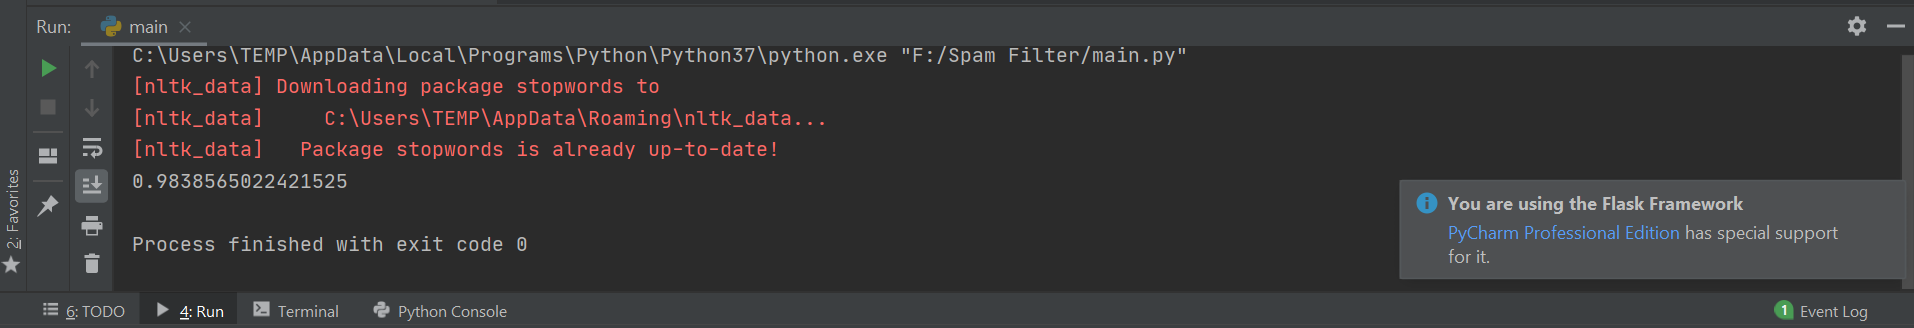 Run: main
C:\Users\TEMP\AppData\Local\Programs\Python\Python37\python.exe "F:/Spam Filter/main.py"
[nltk_data] Downloading package stopwords to
[nltk_data]     C:\Users\TEMP\AppData\Roaming\nltk_data...
[nltk_data]   Package stopwords is already up-to-date!
0.9838565022421525
Process finished with exit code 0
You are using the Flask Framework
PyCharm Professional Edition has special support
for it.
2: Favorites
6: TODO 4: Run Terminal Python Console 1 Event Log